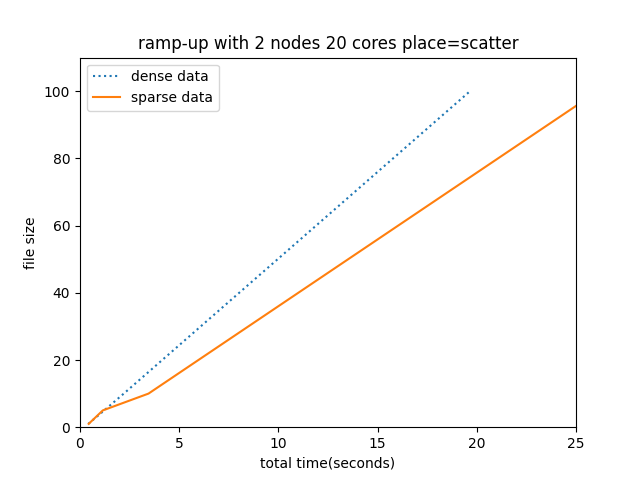 ramp-up with 2 nodes 20 cores place=scatter
dense data
sparse data
file size
100
80
60
40
20
0
0 5 10 15 20 25
total time(seconds)